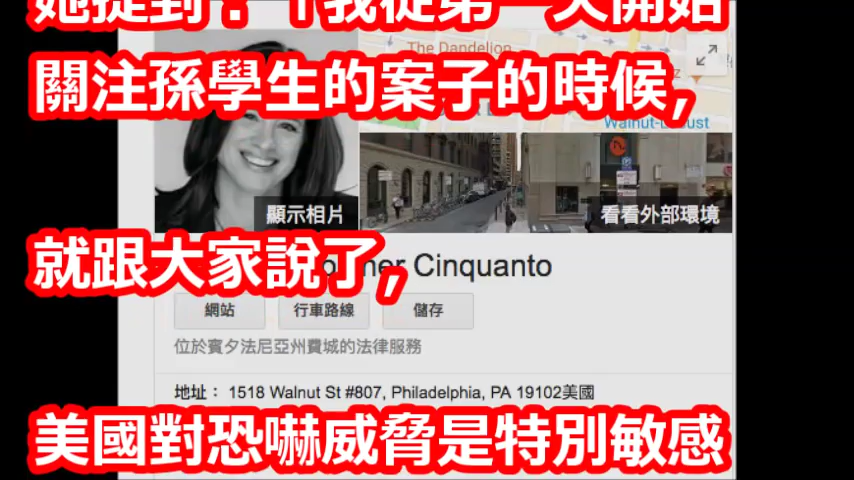 她提到：「我從第一天開始
The Dandelion
關注孫學生的案子的時候,
顯示相片
看看外部環境
就跟大家說了,
ner Cinquanto
網站
行車路線
儲存
位於賓夕法尼亞州費城的法律服務
地址： 1518 Walnut St #807, Philadelphia, PA 19102美國
美國對恐嚇威脅是特別敏感